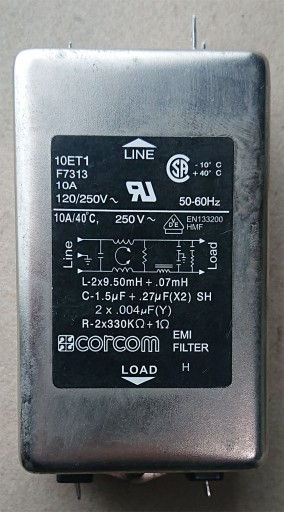 LINE
10ET1
F7313
10A
120/250V~
-10°C
+40°C
50-60Hz
10A/40°C, 250V~
EN133200
HMF
Line
Load
L-2x9.50mH + .07mH
C-1.5µF + .27µF(X2) SH
2 x .004µF(Y)
R-2x330KΩ+1Ω
corcom
EMI
FILTER
LOAD
H